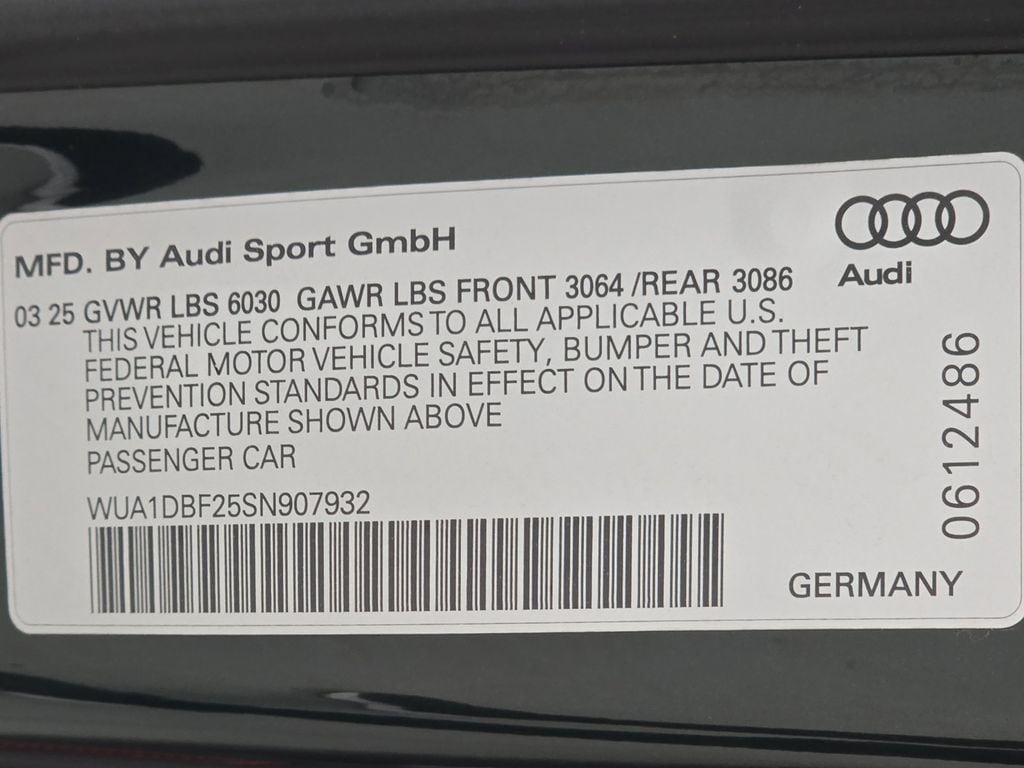 MFD. BY Audi Sport GmbH
Audi
03 25 GVWR LBS 6030 GAWR LBS FRONT 3064 /REAR 3086
THIS VEHICLE CONFORMS TO ALL APPLICABLE U.S.
FEDERAL MOTOR VEHICLE SAFETY, BUMPER AND THEFT
PREVENTION STANDARDS IN EFFECT ON THE DATE OF
MANUFACTURE SHOWN ABOVE
PASSENGER CAR
WUA1DBF25SN907932
0612486
GERMANY